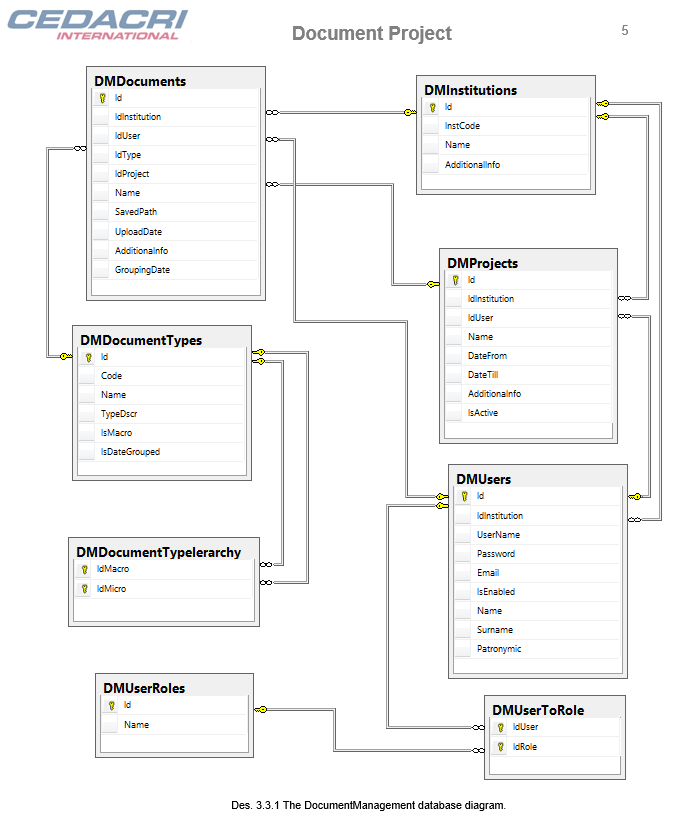 CEDACRI
INTERNATIONAL
Document Project
5
DMDocuments
Id
IdInstitution
IdUser
IdType
IdProject
Name
SavedPath
UploadDate
AdditionalInfo
GroupingDate
DMInstitutions
Id
InstCode
Name
AdditionalInfo
DMProjects
Id
IdInstitution
IdUser
Name
DateFrom
DateTill
AdditionalInfo
IsActive
DMDocumentTypes
Id
Code
Name
TypeDscr
IsMacro
IsDateGrouped
DMUsers
Id
IdInstitution
UserName
Password
Email
IsEnabled
Name
Surname
Patronymic
DMDocumentTypeIerarchy
IdMacro
IdMicro
DMUserRoles
Id
Name
DMUserToRole
IdUser
IdRole
Des. 3.3.1 The DocumentManagement database diagram.